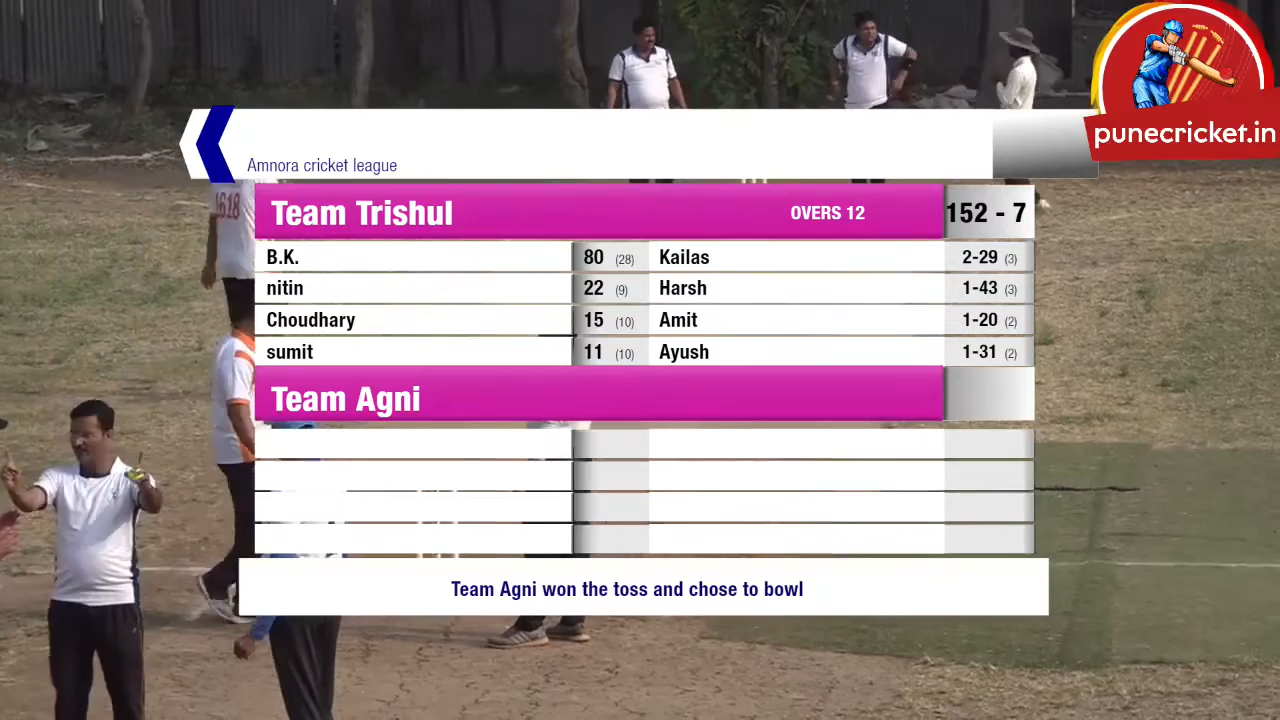 punecricket.in
Amnora cricket league
1618
Team Trishul OVERS 12 152 - 7
B.K. 80 (28) Kailas 2-29 (3)
nitin 22 (9) Harsh 1-43 (3)
Choudhary 15 (10) Amit 1-20 (2)
sumit 11 (10) Ayush 1-31 (2)
Team Agni
Team Agni won the toss and chose to bowl